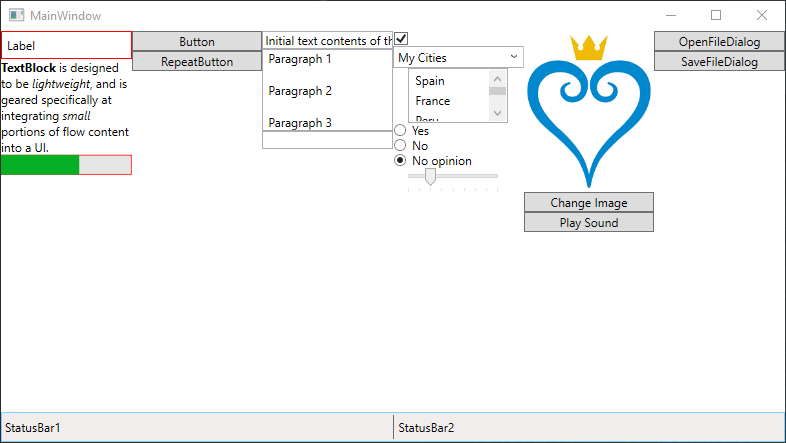 MainWindow
Label
TextBlock is designed
to be lightweight, and is
geared specifically at
integrating small
portions of flow content
into a UI.
Button
RepeatButton
Initial text contents of th
Paragraph 1
Paragraph 2
Paragraph 3
My Cities
Spain
France
Peru
Yes
No
No opinion
Change Image
Play Sound
OpenFileDialog
SaveFileDialog
StatusBar1
StatusBar2